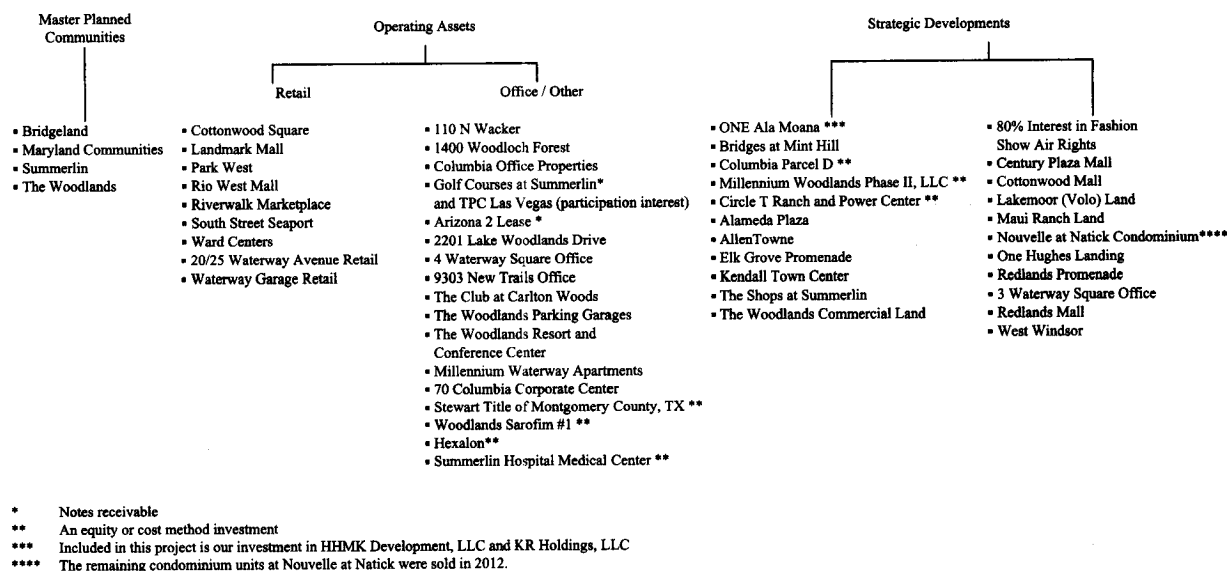 Master Planned
Communities
Operating Assets
Strategic Developments
Retail
Office / Other
▪ Bridgeland
▪ Maryland Communities
▪ Summerlin
▪ The Woodlands
▪ Cottonwood Square
▪ Landmark Mall
▪ Park West
▪ Rio West Mall
▪ Riverwalk Marketplace
▪ South Street Seaport
▪ Ward Centers
▪ 20/25 Waterway Avenue Retail
▪ Waterway Garage Retail
▪ 110 N Wacker
▪ 1400 Woodloch Forest
▪ Columbia Office Properties
▪ Golf Courses at Summerlin*
and TPC Las Vegas (participation interest)
▪ Arizona 2 Lease *
▪ 2201 Lake Woodlands Drive
▪ 4 Waterway Square Office
▪ 9303 New Trails Office
▪ The Club at Carlton Woods
▪ The Woodlands Parking Garages
▪ The Woodlands Resort and
Conference Center
▪ Millennium Waterway Apartments
▪ 70 Columbia Corporate Center
▪ Stewart Title of Montgomery County, TX **
▪ Woodlands Sarofim #1 **
▪ Hexalon**
▪ Summerlin Hospital Medical Center **
▪ ONE Ala Moana ***
▪ Bridges at Mint Hill
▪ Columbia Parcel D **
▪ Millennium Woodlands Phase II, LLC **
▪ Circle T Ranch and Power Center **
▪ Alameda Plaza
▪ AllenTowne
▪ Elk Grove Promenade
▪ Kendall Town Center
▪ The Shops at Summerlin
▪ The Woodlands Commercial Land
▪ 80% Interest in Fashion
Show Air Rights
▪ Century Plaza Mall
▪ Cottonwood Mall
▪ Lakemoor (Volo) Land
▪ Maui Ranch Land
▪ Nouvelle at Natick Condominium****
▪ One Hughes Landing
▪ Redlands Promenade
▪ 3 Waterway Square Office
▪ Redlands Mall
▪ West Windsor
* Notes receivable
** An equity or cost method investment
*** Included in this project is our investment in HHMK Development, LLC and KR Holdings, LLC
**** The remaining condominium units at Nouvelle at Natick were sold in 2012.